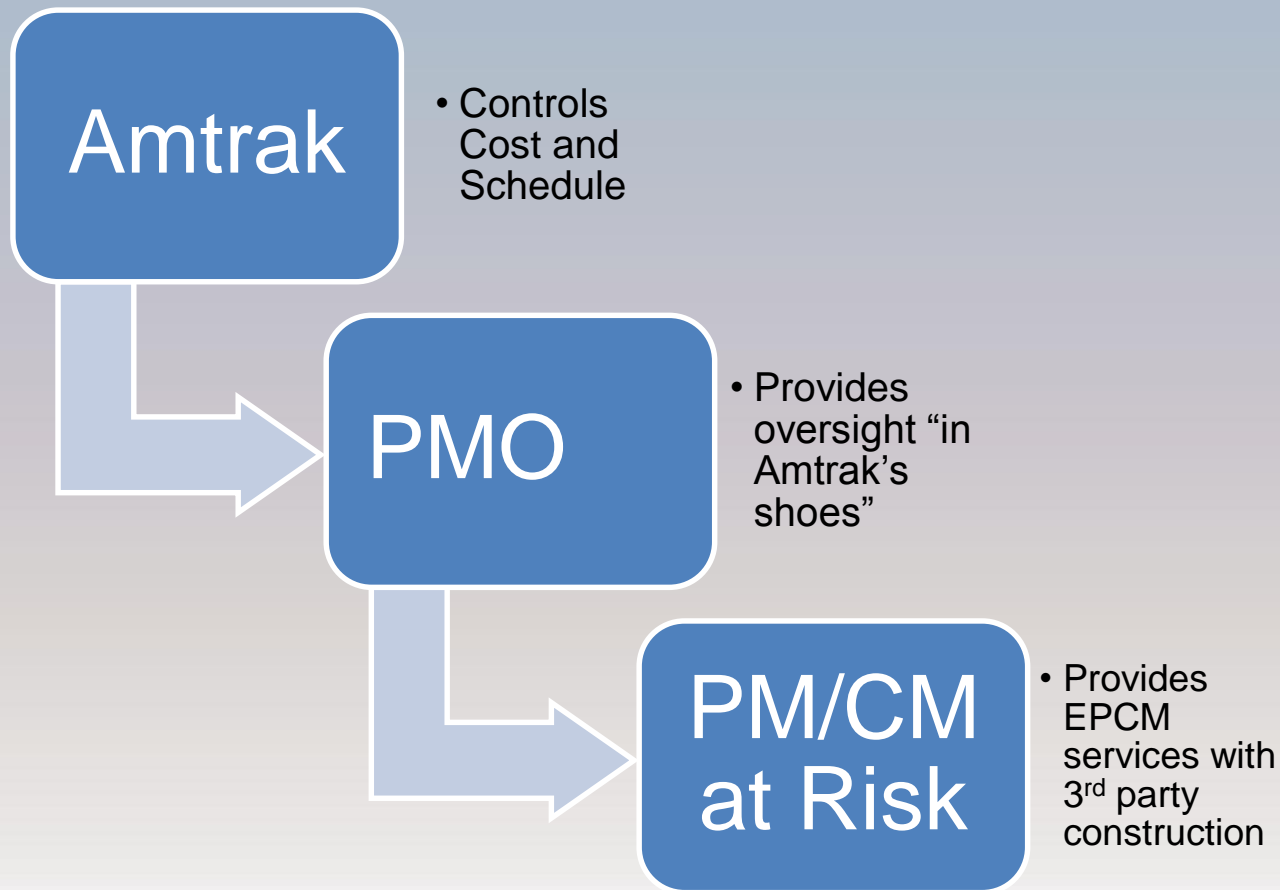 Amtrak
• Controls
Cost and
Schedule
PMO
• Provides
oversight “in
Amtrak’s
shoes”
PM/CM
at Risk
• Provides
EPCM
services with
3rd party
construction